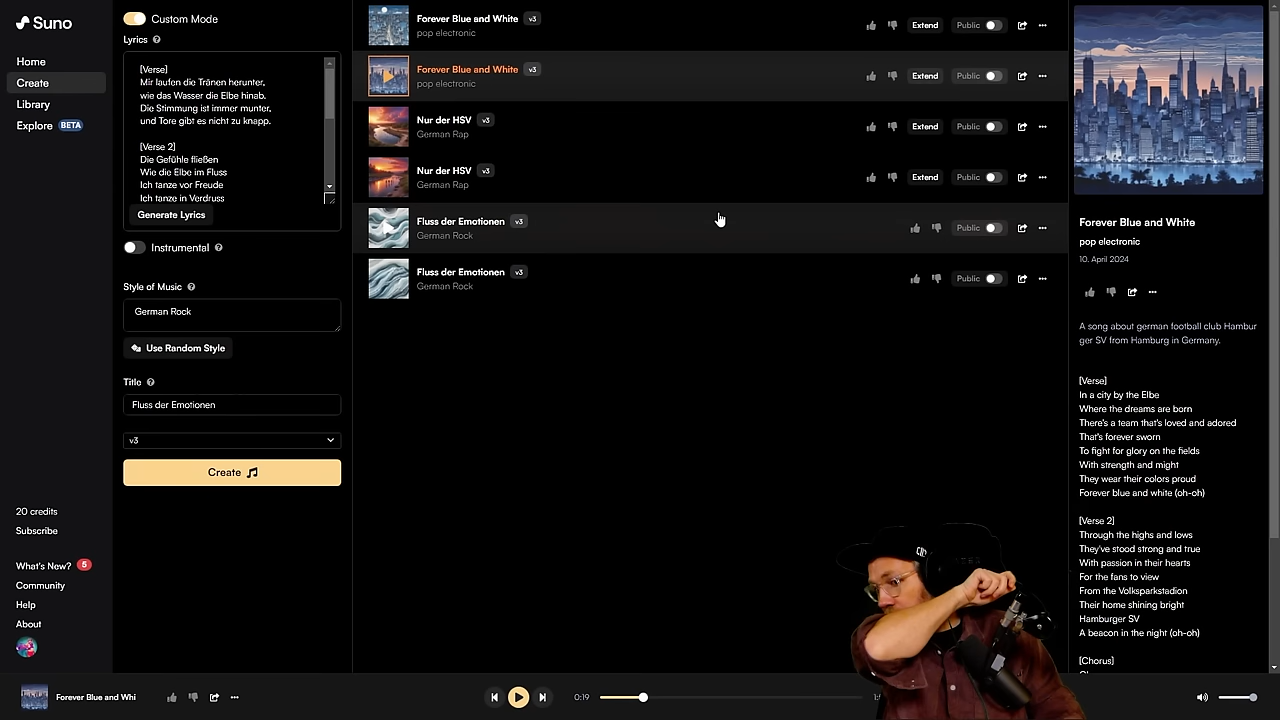 Suno
Home
Create
Library
Explore BETA
20 credits
Subscribe
What's New? 5
Community
Help
About
Custom Mode
Lyrics
[Verse]
Mir laufen die Tränen herunter,
wie das Wasser die Elbe hinab.
Die Stimmung ist immer munter,
und Tore gibt es nicht zu knapp.
[Verse 2]
Die Gefühle fließen
Wie die Elbe im Fluss
Ich tanze vor Freude
Ich tanze in Verdruss
Generate Lyrics
Instrumental
Style of Music
German Rock
Use Random Style
Title
Fluss der Emotionen
v3
Create
Forever Blue and White v3
pop electronic
Extend Public
Forever Blue and White v3
pop electronic
Extend Public
Nur der HSV v3
German Rap
Extend Public
Nur der HSV v3
German Rap
Extend Public
Fluss der Emotionen v3
German Rock
Public
Fluss der Emotionen v3
German Rock
Public
Forever Blue and White
pop electronic
10. April 2024
A song about german football club Hambur
ger SV from Hamburg in Germany.
[Verse]
In a city by the Elbe
Where the dreams are born
There's a team that's loved and adored
That's forever sworn
To fight for glory on the fields
With strength and might
They wear their colors proud
Forever blue and white (oh-oh)
[Verse 2]
Through the highs and lows
They've stood strong and true
With passion in their hearts
For the fans to view
From the Volksparkstadion
Their home shining bright
Hamburger SV
A beacon in the night (oh-oh)
[Chorus]
Forever Blue and Whi
0:19